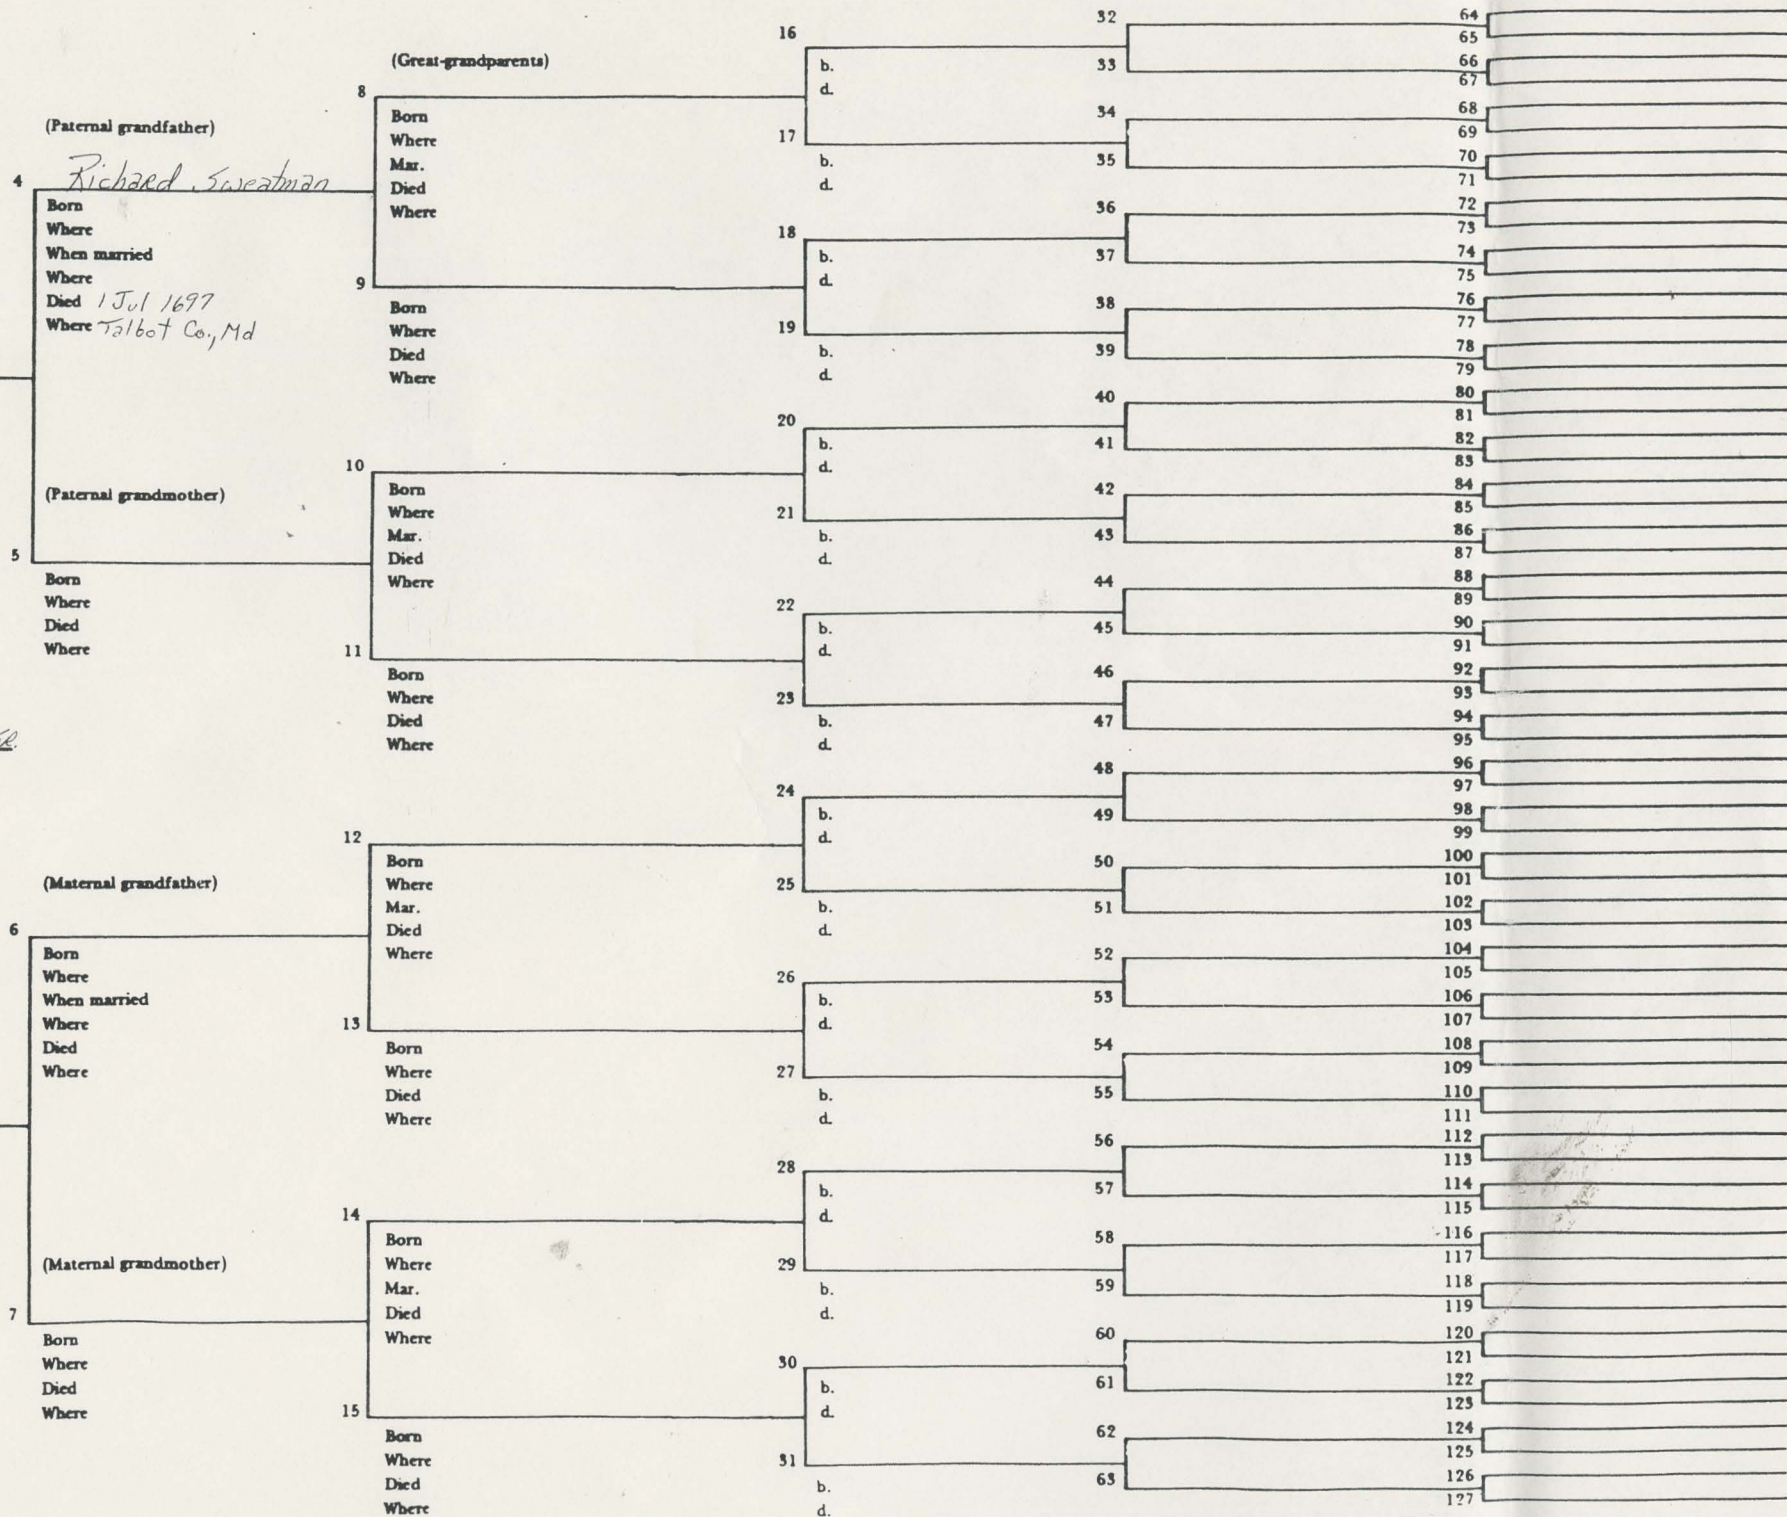 (Paternal grandfather)
4 Richard Sweatman
Born
Where
When married
Where
Died 1 Jul 1697
Where Talbot Co., Md
(Paternal grandmother)
5
Born
Where
Died
Where
(Maternal grandfather)
6
Born
Where
When married
Where
Died
Where
(Maternal grandmother)
7
Born
Where
Died
Where
(Great-grandparents)
8
Born
Where
Mar.
Died
Where
9
Born
Where
Died
Where
10
Born
Where
Mar.
Died
Where
11
Born
Where
Died
Where
12
Born
Where
Mar.
Died
Where
13
Born
Where
Died
Where
14
Born
Where
Mar.
Died
Where
15
Born
Where
Died
Where
16
b.
d.
17
b.
d.
18
b.
d.
19
b.
d.
20
b.
d.
21
b.
d.
22
b.
d.
23
b.
d.
24
b.
d.
25
b.
d.
26
b.
d.
27
b.
d.
28
b.
d.
29
b.
d.
30
b.
d.
31
b.
d.
32
33
34
35
36
37
38
39
40
41
42
43
44
45
46
47
48
49
50
51
52
53
54
55
56
57
58
59
60
61
62
63
64
65
66
67
68
69
70
71
72
73
74
75
76
77
78
79
80
81
82
83
84
85
86
87
88
89
90
91
92
93
94
95
96
97
98
99
100
101
102
103
104
105
106
107
108
109
110
111
112
113
114
115
116
117
118
119
120
121
122
123
124
125
126
127